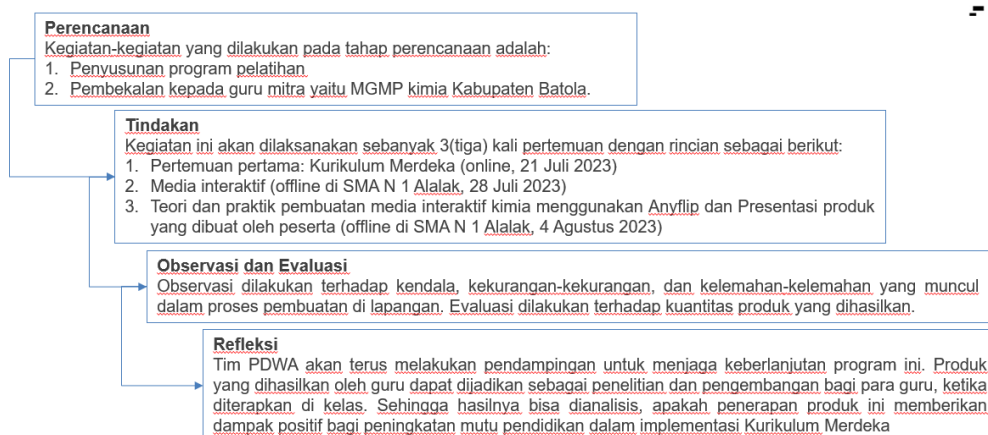 Perencanaan
Kegiatan-kegiatan yang dilakukan pada tahap perencanaan adalah:
1. Penyusunan program pelatihan
2. Pembekalan kepada guru mitra yaitu MGMP kimia Kabupaten Batola.
Tindakan
Kegiatan ini akan dilaksanakan sebanyak 3(tiga) kali pertemuan dengan rincian sebagai berikut:
1. Pertemuan pertama: Kurikulum Merdeka (online, 21 Juli 2023)
2. Media interaktif (offline di SMA N 1 Alalak, 28 Juli 2023)
3. Teori dan praktik pembuatan media interaktif kimia menggunakan Anyflip dan Presentasi produk
yang dibuat oleh peserta (offline di SMA N 1 Alalak, 4 Agustus 2023)
Observasi dan Evaluasi
Observasi dilakukan terhadap kendala, kekurangan-kekurangan, dan kelemahan-kelemahan yang muncul
dalam proses pembuatan di lapangan. Evaluasi dilakukan terhadap kuantitas produk yang dihasilkan.
Refleksi
Tim PDWA akan terus melakukan pendampingan untuk menjaga keberlanjutan program ini. Produk
yang dihasilkan oleh guru dapat dijadikan sebagai penelitian dan pengembangan bagi para guru, ketika
diterapkan di kelas. Sehingga hasilnya bisa dianalisis, apakah penerapan produk ini memberikan
dampak positif bagi peningkatan mutu pendidikan dalam implementasi Kurikulum Merdeka